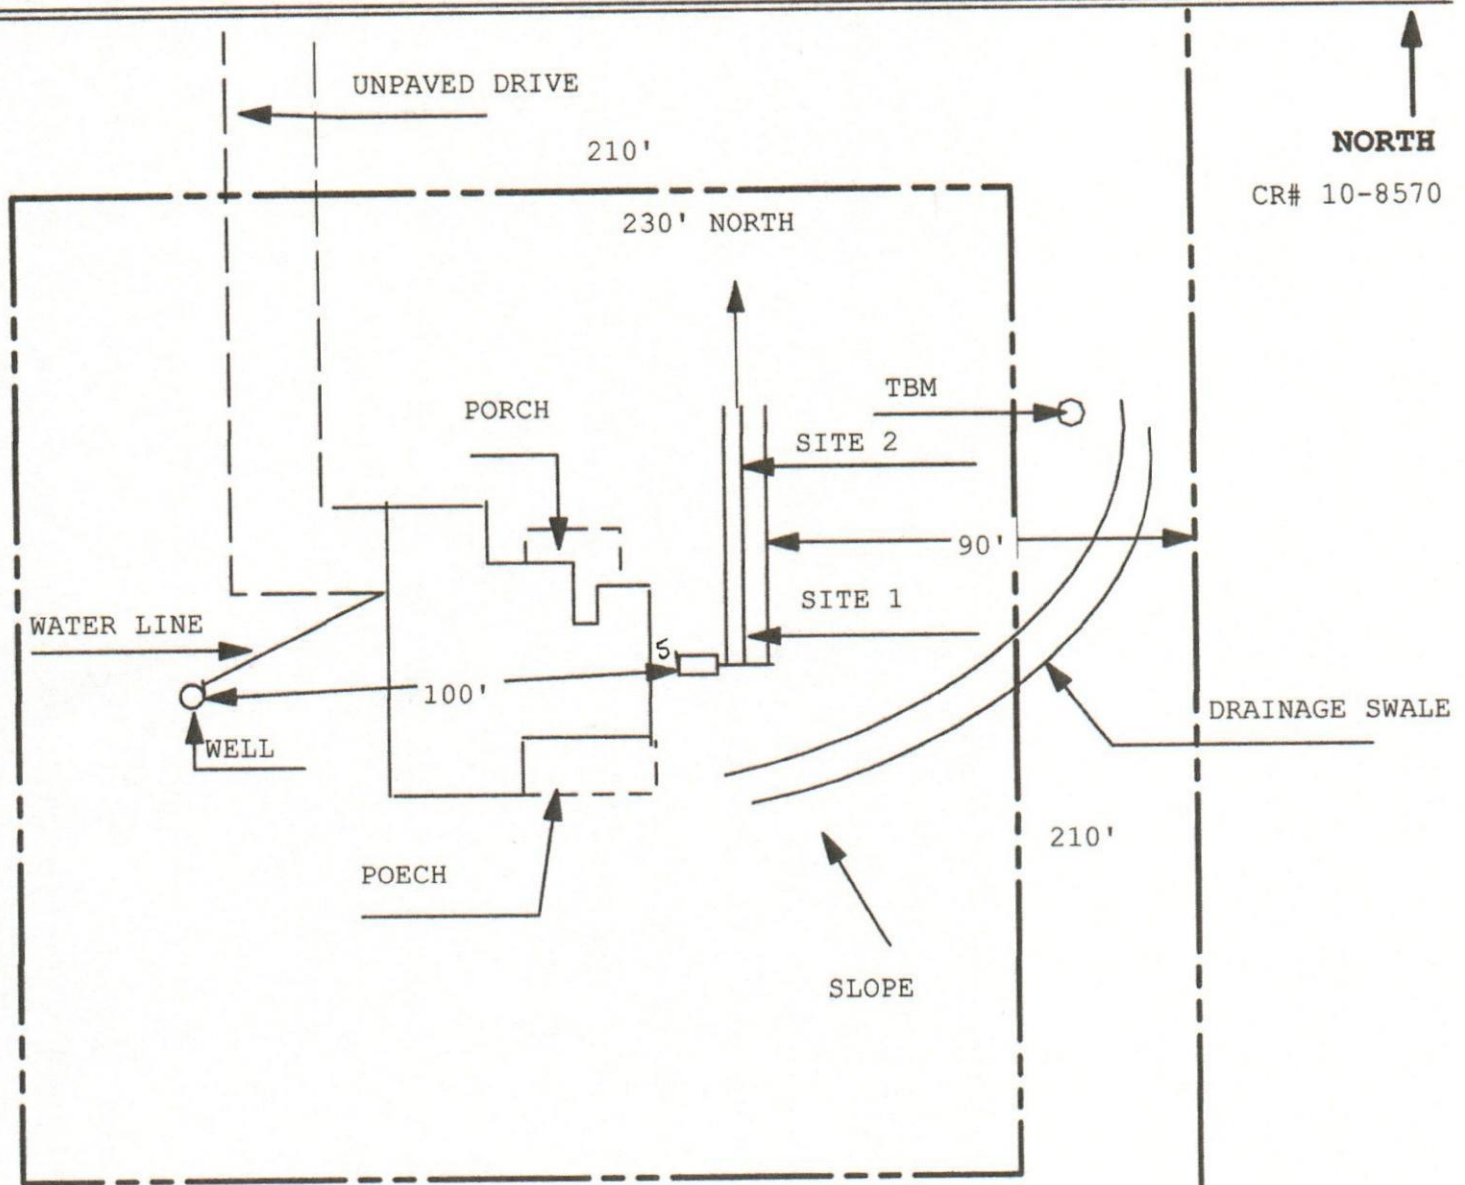 UNPAVED DRIVE
210'
NORTH
CR# 10-8570
230' NORTH
TBM
PORCH
SITE 2
90'
SITE 1
WATER LINE
5'
100'
DRAINAGE SWALE
WELL
210'
POECH
SLOPE